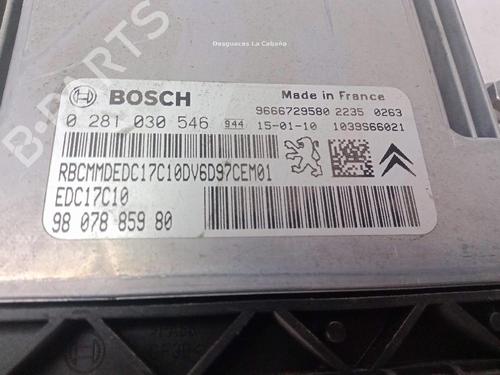 Desguaces La Cabaña
B-PARTS
BOSCH
Made in France
9666729580 2235 0263
0 281 030 546 944 15-01-10 1039S66021
RBCMMDEDC17C10DV6D97CEM01
EDC17C10
98 078 859 80